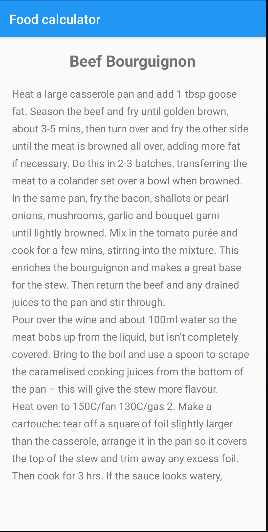 Food calculator
Beef Bourguignon
Heat a large casserole pan and add 1 tbsp goose
fat. Season the beef and fry until golden brown,
about 3-5 mins, then turn over and fry the other side
until the meat is browned all over, adding more fat
if necessary. Do this in 2-3 batches, transferring the
meat to a colander set over a bowl when browned.
In the same pan, fry the bacon, shallots or pearl
onions, mushrooms, garlic and bouquet garni
until lightly browned. Mix in the tomato purée and
cook for a few mins, stirring into the mixture. This
enriches the bourguignon and makes a great base
for the stew. Then return the beef and any drained
juices to the pan and stir through.
Pour over the wine and about 100ml water so the
meat bobs up from the liquid, but isn't completely
covered. Bring to the boil and use a spoon to scrape
the caramelised cooking juices from the bottom of
the pan – this will give the stew more flavour.
Heat oven to 150C/fan 130C/gas 2. Make a
cartouche: tear off a square of foil slightly larger
than the casserole, arrange it in the pan so it covers
the top of the stew and trim away any excess foil.
Then cook for 3 hrs. If the sauce looks watery,